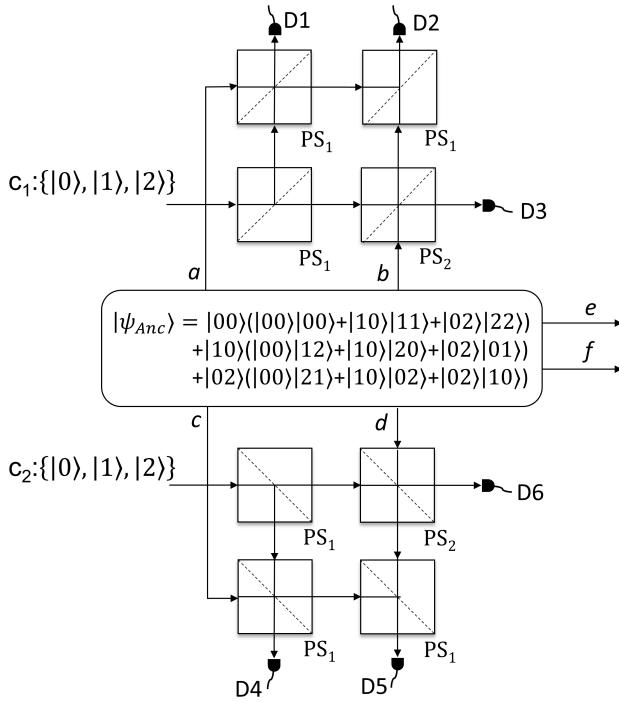 D1
D2
PS₁
PS₁
c₁:{|0⟩,|1⟩,|2⟩}
D3
PS₁
PS₂
a
b
|ψ_Anc⟩ = |00⟩(|00⟩|00⟩+|10⟩|11⟩+|02⟩|22⟩)
+|10⟩(|00⟩|12⟩+|10⟩|20⟩+|02⟩|01⟩)
+|02⟩(|00⟩|21⟩+|10⟩|02⟩+|02⟩|10⟩)
e
f
c
d
c₂:{|0⟩,|1⟩,|2⟩}
D6
PS₁
PS₂
PS₁
PS₁
D4
D5